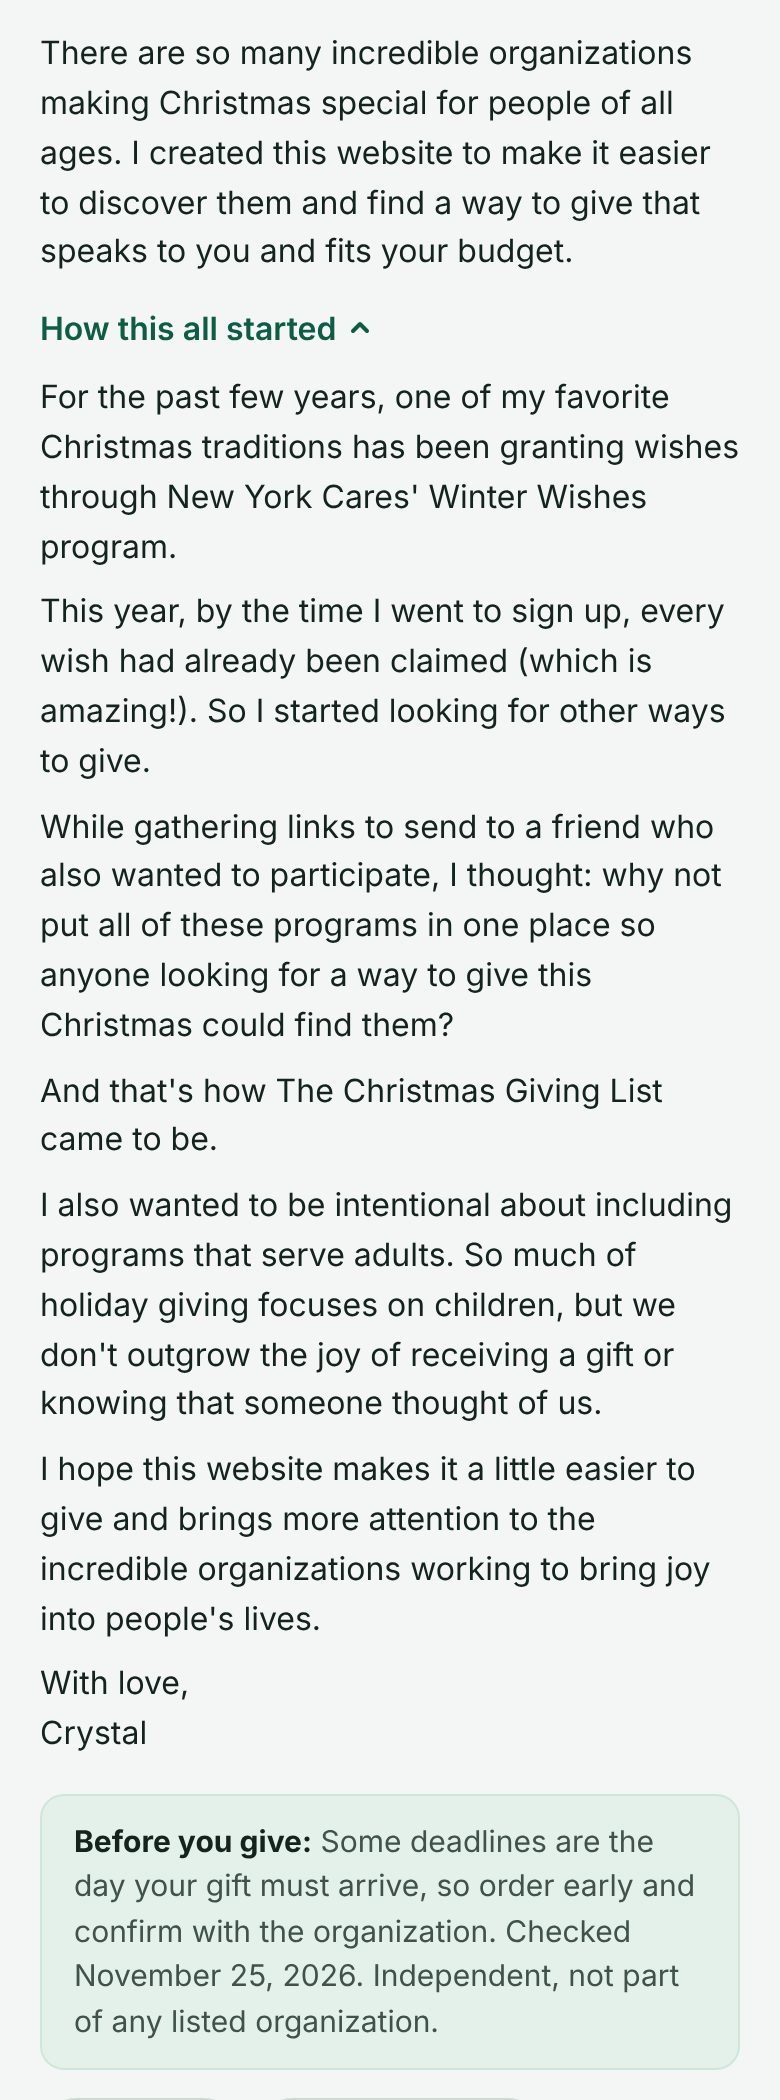 There are so many incredible organizations
making Christmas special for people of all
ages. I created this website to make it easier
to discover them and find a way to give that
speaks to you and fits your budget.
How this all started
For the past few years, one of my favorite
Christmas traditions has been granting wishes
through New York Cares' Winter Wishes
program.
This year, by the time I went to sign up, every
wish had already been claimed (which is
amazing!). So I started looking for other ways
to give.
While gathering links to send to a friend who
also wanted to participate, I thought: why not
put all of these programs in one place so
anyone looking for a way to give this
Christmas could find them?
And that's how The Christmas Giving List
came to be.
I also wanted to be intentional about including
programs that serve adults. So much of
holiday giving focuses on children, but we
don't outgrow the joy of receiving a gift or
knowing that someone thought of us.
I hope this website makes it a little easier to
give and brings more attention to the
incredible organizations working to bring joy
into people's lives.
With love,
Crystal
Before you give: Some deadlines are the
day your gift must arrive, so order early and
confirm with the organization. Checked
November 25, 2026. Independent, not part
of any listed organization.